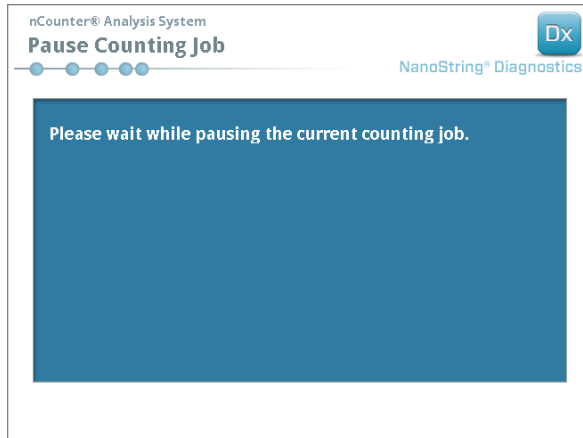 nCounter® Analysis System
Pause Counting Job
Dx
NanoString® Diagnostics
Please wait while pausing the current counting job.